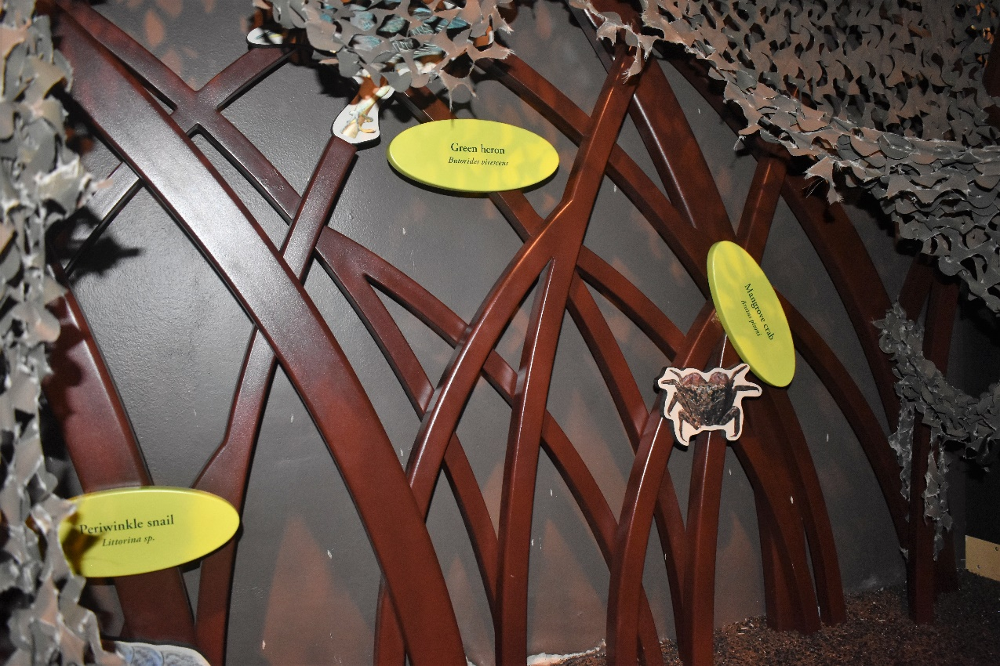 Green heron
Butorides virescens
Mangrove crab
Aratus pisonii
Periwinkle snail
Littorina sp.